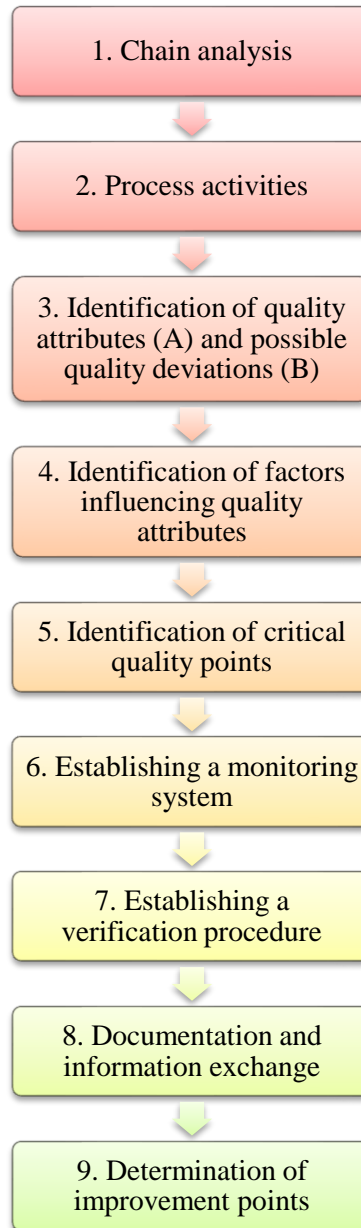 1. Chain analysis
2. Process activities
3. Identification of quality
attributes (A) and possible
quality deviations (B)
4. Identification of factors
influencing quality
attributes
5. Identification of critical
quality points
6. Establishing a monitoring
system
7. Establishing a
verification procedure
8. Documentation and
information exchange
9. Determination of
improvement points